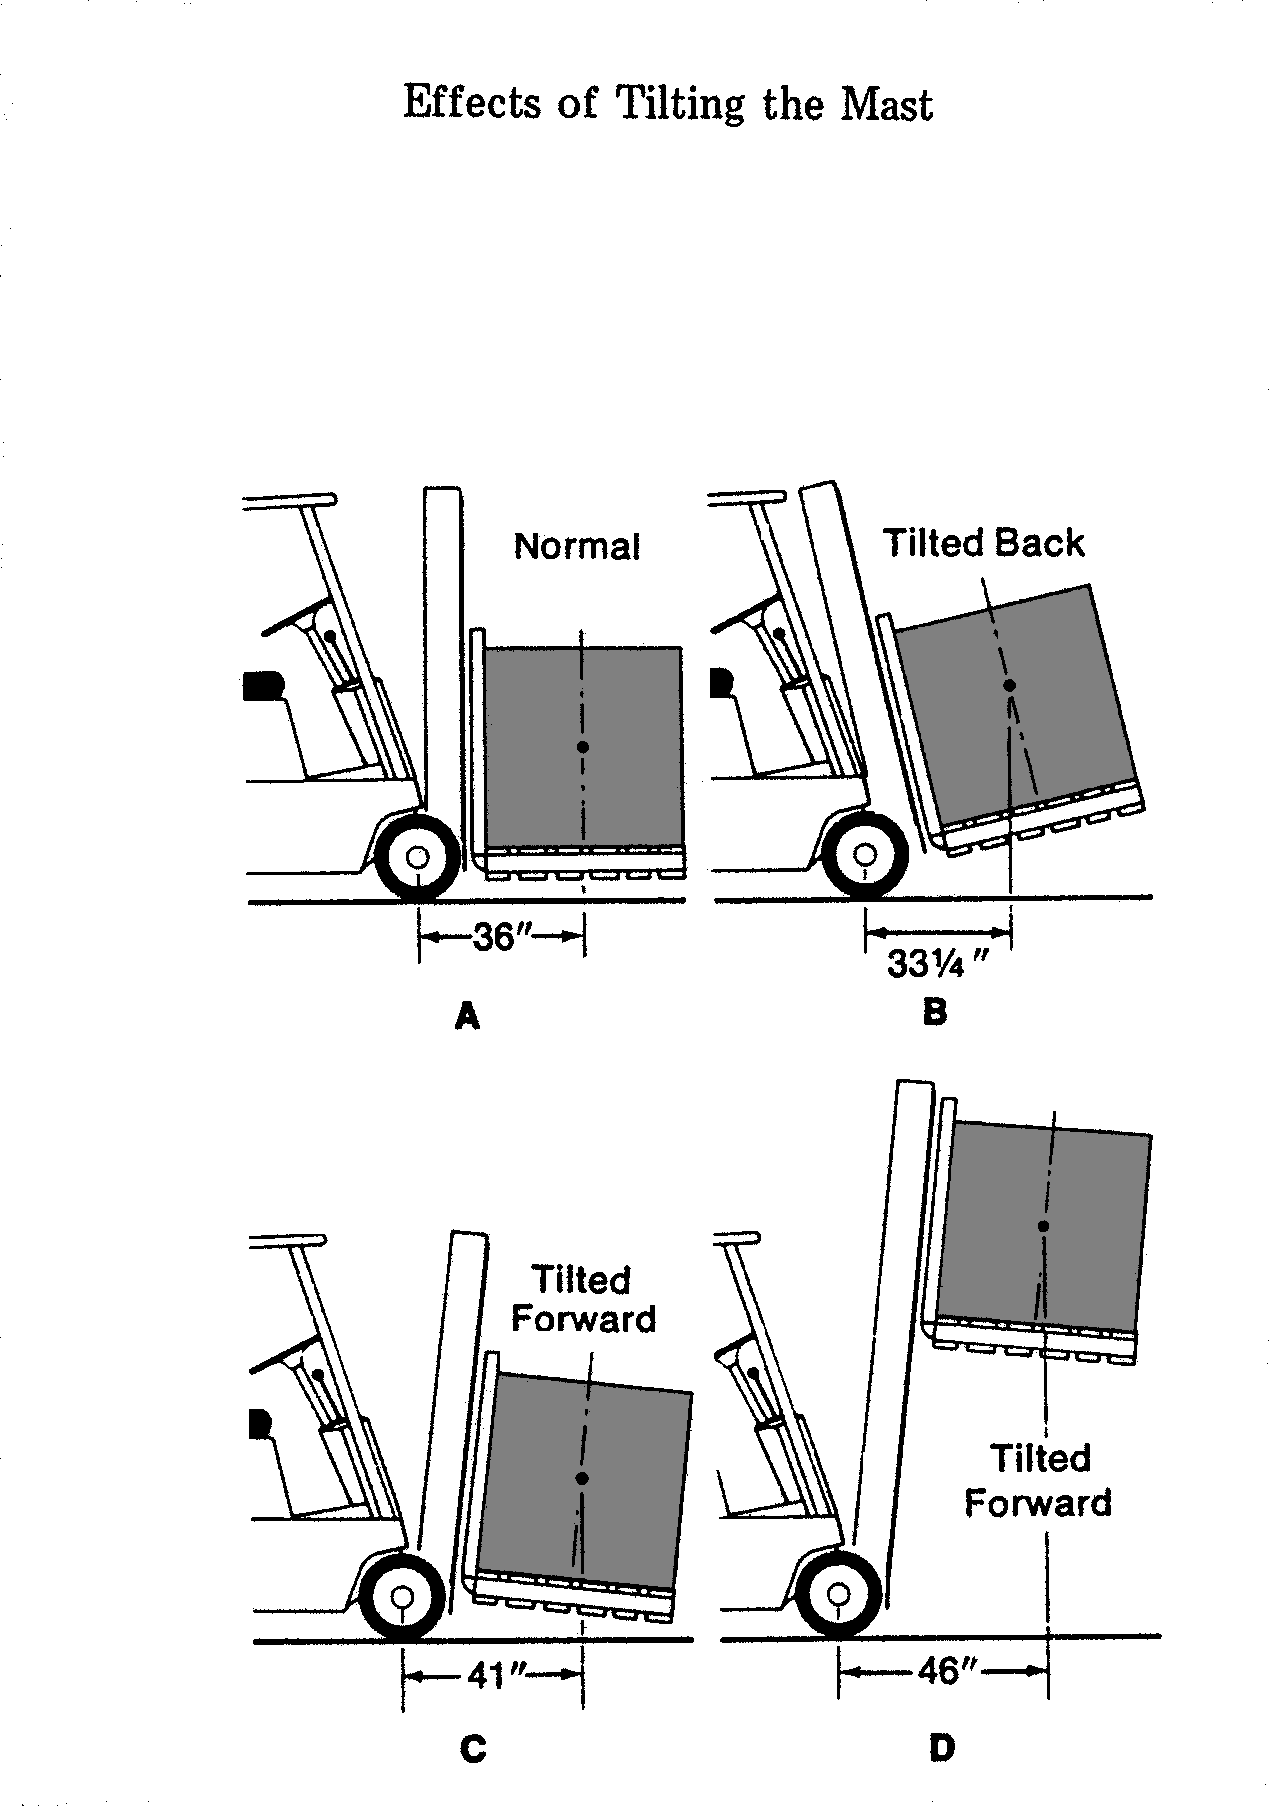 Effects of Tilting the Mast
Normal
Tilted Back
36"
33¼"
A
B
Tilted
Forward
Tilted
Forward
41"
46"
C
D